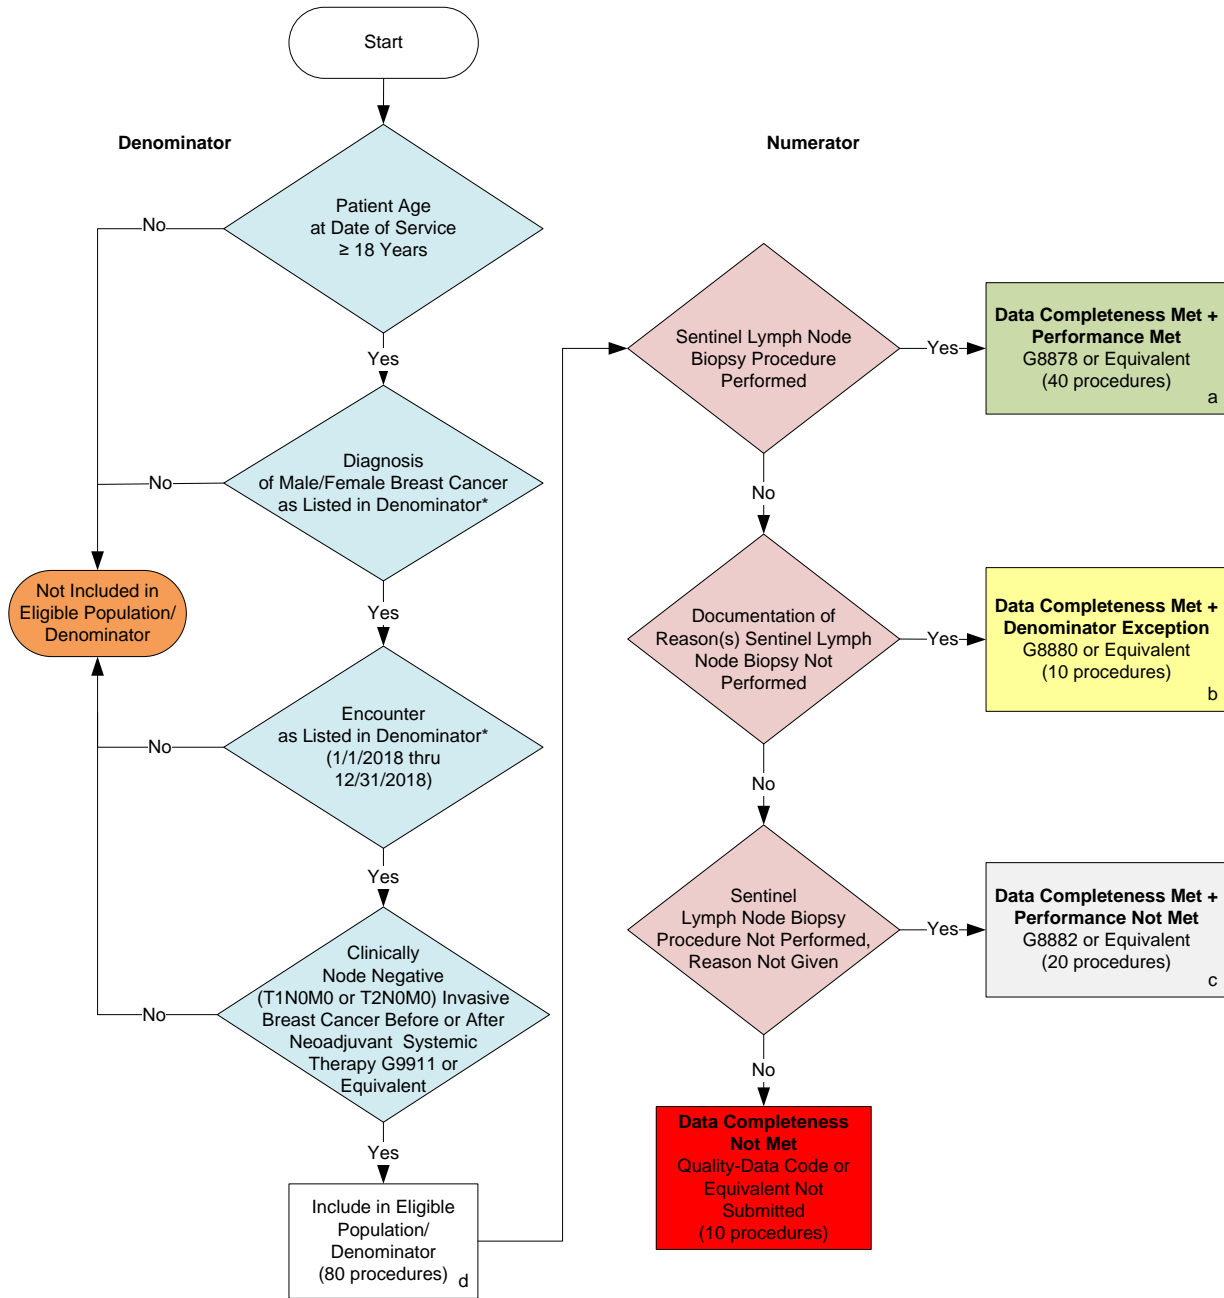 Start
Denominator
Patient Age
at Date of Service
≥ 18 Years
No
Yes
Diagnosis
of Male/Female Breast Cancer
as Listed in Denominator*
No
Yes
Not Included in
Eligible Population/
Denominator
Encounter
as Listed in Denominator*
(1/1/2018 thru
12/31/2018)
No
Yes
Clinically
Node Negative
(T1N0M0 or T2N0M0) Invasive
Breast Cancer Before or After
Neoadjuvant Systemic
Therapy G9911 or
Equivalent
No
Yes
Include in Eligible
Population/
Denominator
(80 procedures)
d
Numerator
Sentinel Lymph Node
Biopsy Procedure
Performed
Yes
Data Completeness Met +
Performance Met
G8878 or Equivalent
(40 procedures)
a
No
Documentation of
Reason(s) Sentinel Lymph
Node Biopsy Not
Performed
Yes
Data Completeness Met +
Denominator Exception
G8880 or Equivalent
(10 procedures)
b
No
Sentinel
Lymph Node Biopsy
Procedure Not Performed,
Reason Not Given
Yes
Data Completeness Met +
Performance Not Met
G8882 or Equivalent
(20 procedures)
c
No
Data Completeness
Not Met
Quality-Data Code or
Equivalent Not
Submitted
(10 procedures)